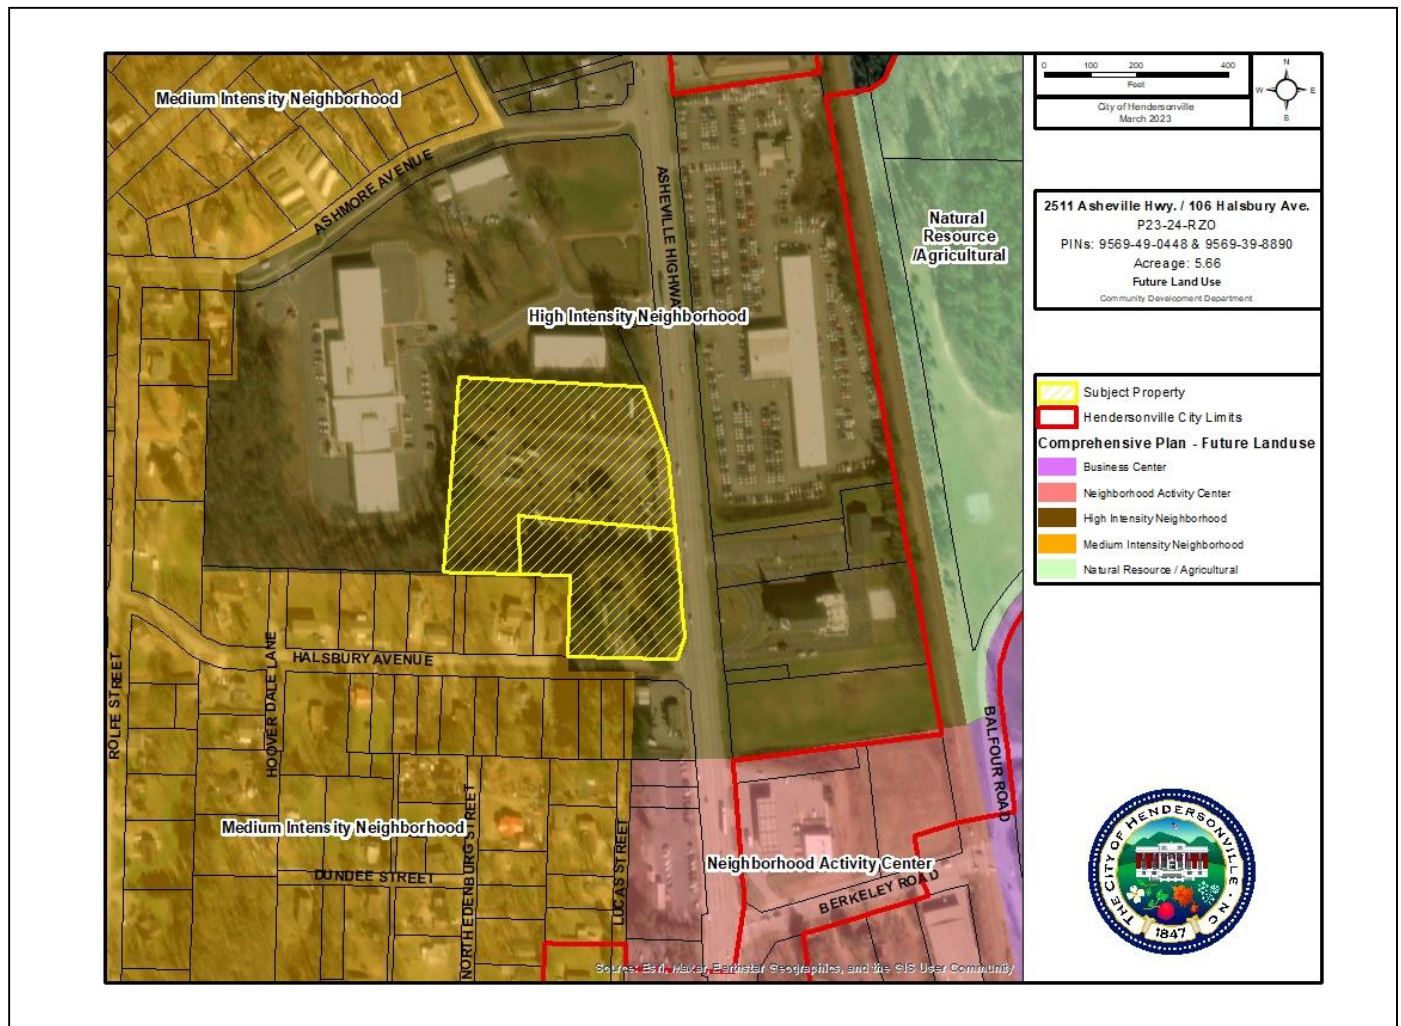 Medium Intensity Neighborhood
ASHMORE AVENUE
ASHEVILLE HIGHWAY
Natural
Resource
/Agricultural
High Intensity Neighborhood
HALSBURY AVENUE
ROLFE STREET
HOOVER DALE LANE
BALFOUR ROAD
Medium Intensity Neighborhood
NORTH EDENBURG STREET
DUNDEE STREET
LUCAS STREET
Neighborhood Activity Center
BERKELEY ROAD
Source: Esri, Maxar, Earthstar Geographics, and the GIS User Community
0 100 200 400
Feet
City of Hendersonville
March 2023
N
W E
S
2511 Asheville Hwy. / 106 Halsbury Ave.
P23-24-RZO
PINs: 9569-49-0448 & 9569-39-8890
Acreage: 5.66
Future Land Use
Community Development Department
Subject Property
Hendersonville City Limits
Comprehensive Plan - Future Landuse
Business Center
Neighborhood Activity Center
High Intensity Neighborhood
Medium Intensity Neighborhood
Natural Resource / Agricultural
THE CITY OF HENDERSONVILLE · NC
1847